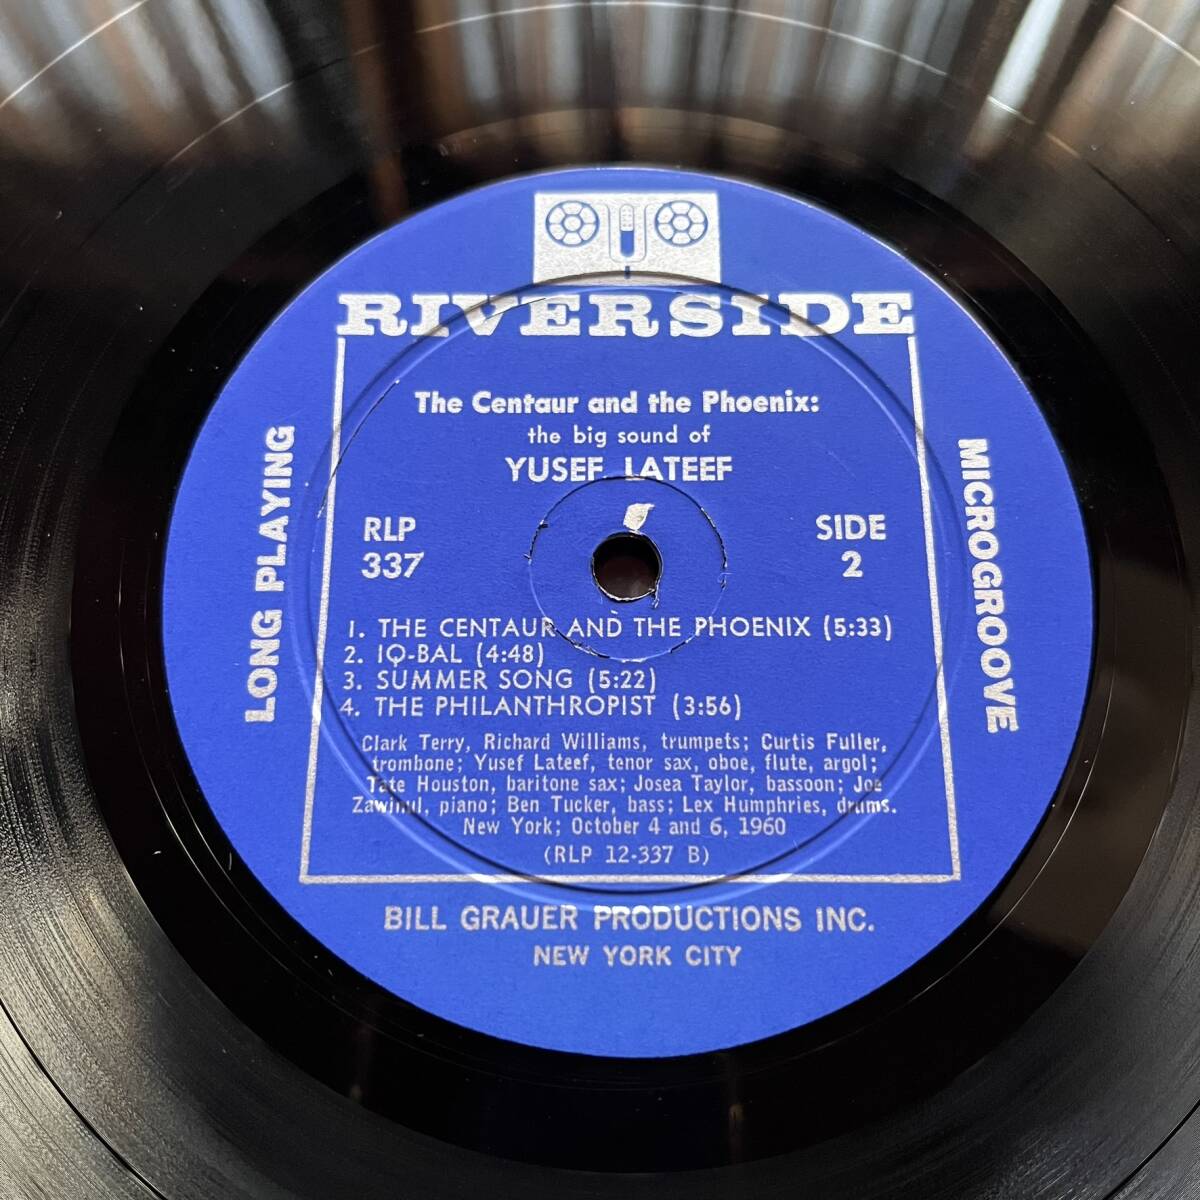 RIVERSIDE
The Centaur and the Phoenix:
the big sound of
YUSEF LATEEF
LONG PLAYING
MICROGROOVE
RLP
337
SIDE
2
1. THE CENTAUR AND THE PHOENIX (5:33)
2. IQ-BAL (4:48)
3. SUMMER SONG (5:22)
4. THE PHILANTHROPIST (3:56)
Clark Terry, Richard Williams, trumpets; Curtis Fuller,
trombone; Yusef Lateef, tenor sax, oboe, flute, argol;
Tate Houston, baritone sax; Josea Taylor, bassoon; Joe
Zawinul, piano; Ben Tucker, bass; Lex Humphries, drums.
New York; October 4 and 6, 1960
(RLP 12-337 B)
BILL GRAUER PRODUCTIONS INC.
NEW YORK CITY